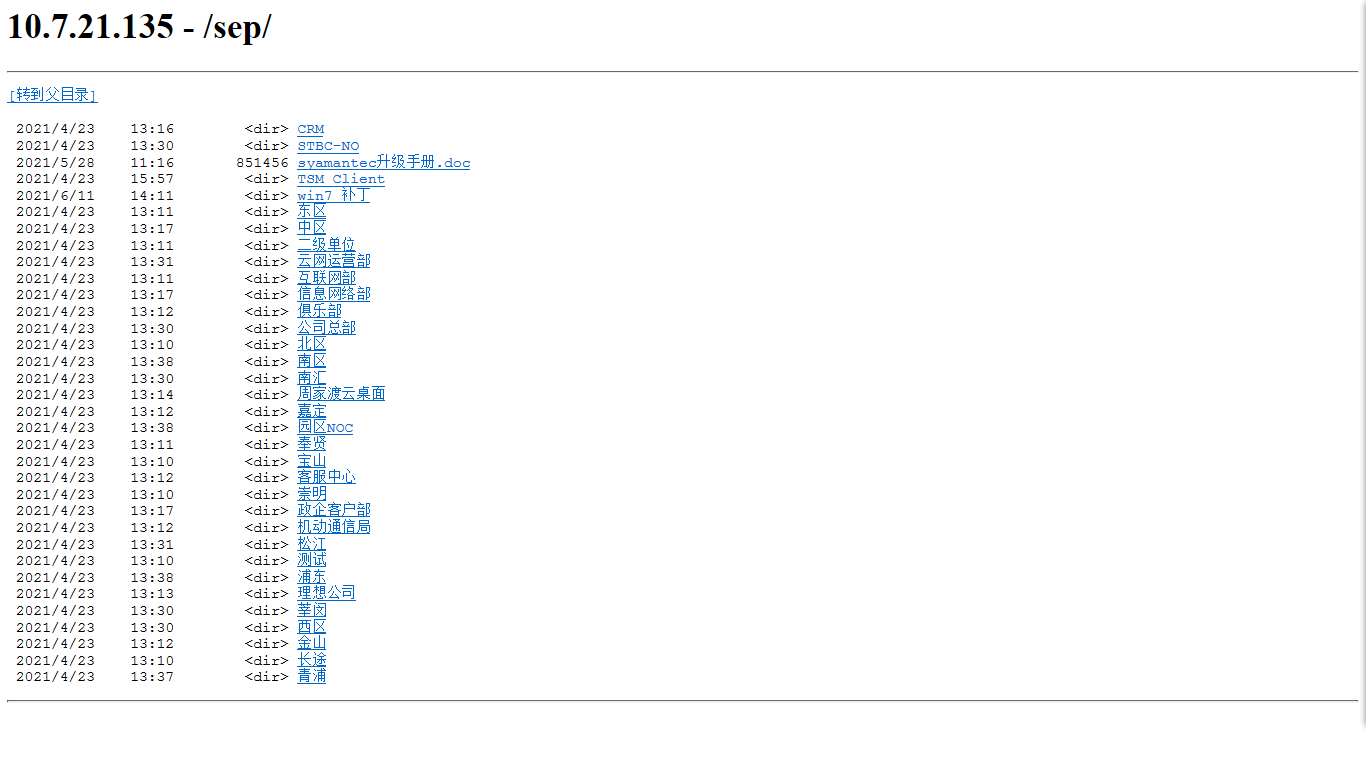 10.7.21.135 - /sep/
[转到父目录]
2021/4/23 13:16 <dir> CRM
2021/4/23 13:30 <dir> STBC-NO
2021/5/28 11:16 851456 syamantec升级手册.doc
2021/4/23 15:57 <dir> TSM Client
2021/6/11 14:11 <dir> win7 补丁
2021/4/23 13:11 <dir> 东区
2021/4/23 13:17 <dir> 中区
2021/4/23 13:11 <dir> 二级单位
2021/4/23 13:31 <dir> 云网运营部
2021/4/23 13:11 <dir> 互联网部
2021/4/23 13:17 <dir> 信息网络部
2021/4/23 13:12 <dir> 俱乐部
2021/4/23 13:30 <dir> 公司总部
2021/4/23 13:10 <dir> 北区
2021/4/23 13:38 <dir> 南区
2021/4/23 13:30 <dir> 南汇
2021/4/23 13:14 <dir> 周家渡云桌面
2021/4/23 13:12 <dir> 嘉定
2021/4/23 13:38 <dir> 园区NOC
2021/4/23 13:11 <dir> 奉贤
2021/4/23 13:10 <dir> 宝山
2021/4/23 13:12 <dir> 客服中心
2021/4/23 13:10 <dir> 崇明
2021/4/23 13:17 <dir> 政企客户部
2021/4/23 13:12 <dir> 机动通信局
2021/4/23 13:31 <dir> 松江
2021/4/23 13:10 <dir> 测试
2021/4/23 13:38 <dir> 浦东
2021/4/23 13:13 <dir> 理想公司
2021/4/23 13:30 <dir> 莘闵
2021/4/23 13:30 <dir> 西区
2021/4/23 13:12 <dir> 金山
2021/4/23 13:10 <dir> 长途
2021/4/23 13:37 <dir> 青浦